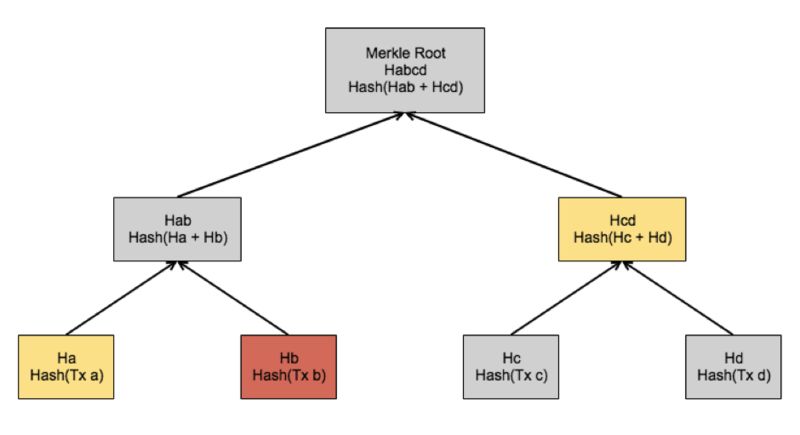 Merkle Root
Habcd
Hash(Hab + Hcd)
Hab
Hash(Ha + Hb)
Hcd
Hash(Hc + Hd)
Ha
Hash(Tx a)
Hb
Hash(Tx b)
Hc
Hash(Tx c)
Hd
Hash(Tx d)